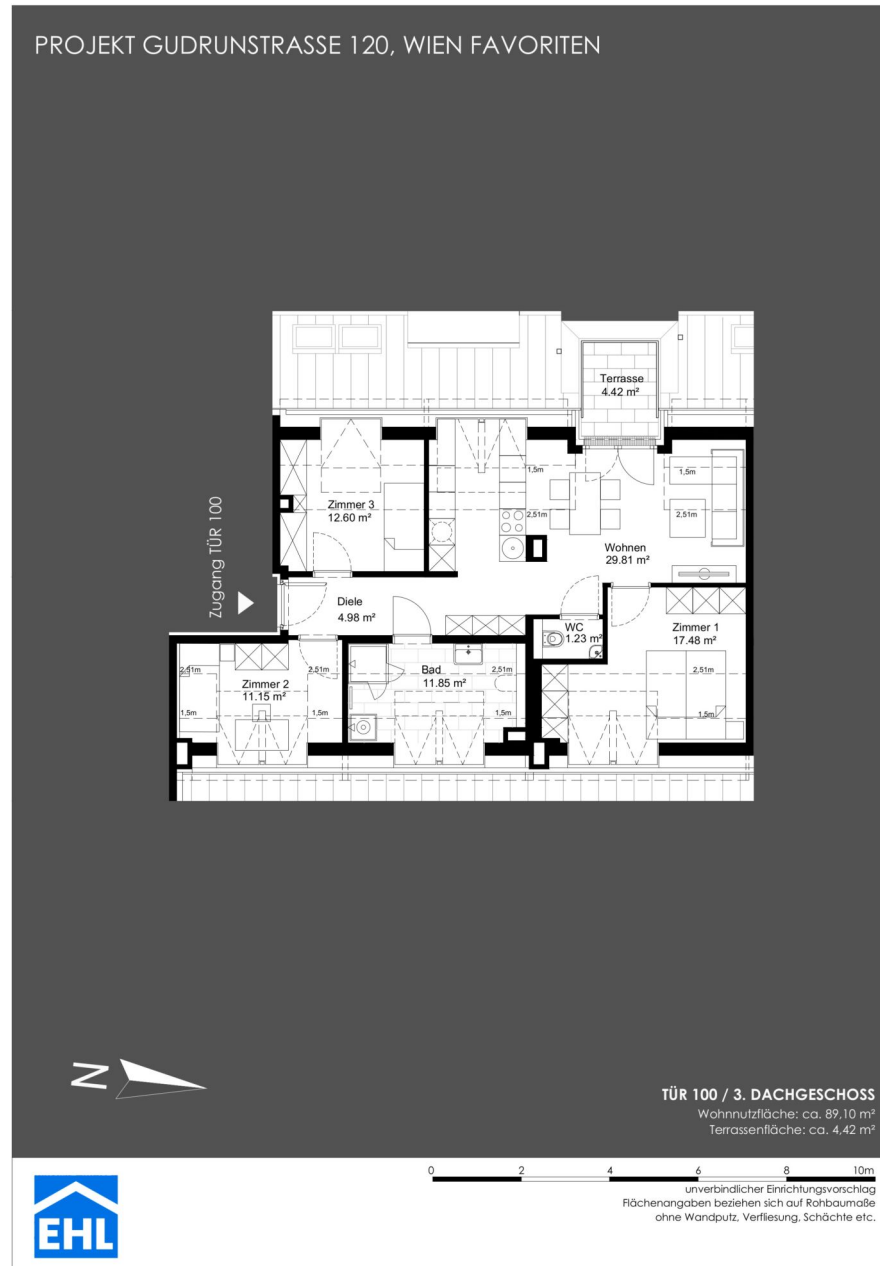 PROJEKT GUDRUNSTRASSE 120, WIEN FAVORITEN
Terrasse
4.42 m²
Zugang TÜR 100
Zimmer 3
12.60 m²
1,5m
2,51m
1,5m
2,51m
Wohnen
29.81 m²
Diele
4.98 m²
WC
1.23 m²
Zimmer 1
17.48 m²
2,51m
1,5m
Zimmer 2
11.15 m²
2,51m
2,51m
1,5m
1,5m
Bad
11.85 m²
2,51m
1,5m
N
TÜR 100 / 3. DACHGESCHOSS
Wohnnutzfläche: ca. 89,10 m²
Terrassenfläche: ca. 4,42 m²
0 2 4 6 8 10m
unverbindlicher Einrichtungsvorschlag
Flächenangaben beziehen sich auf Rohbaumaße
ohne Wandputz, Verfliesung, Schächte etc.
EHL